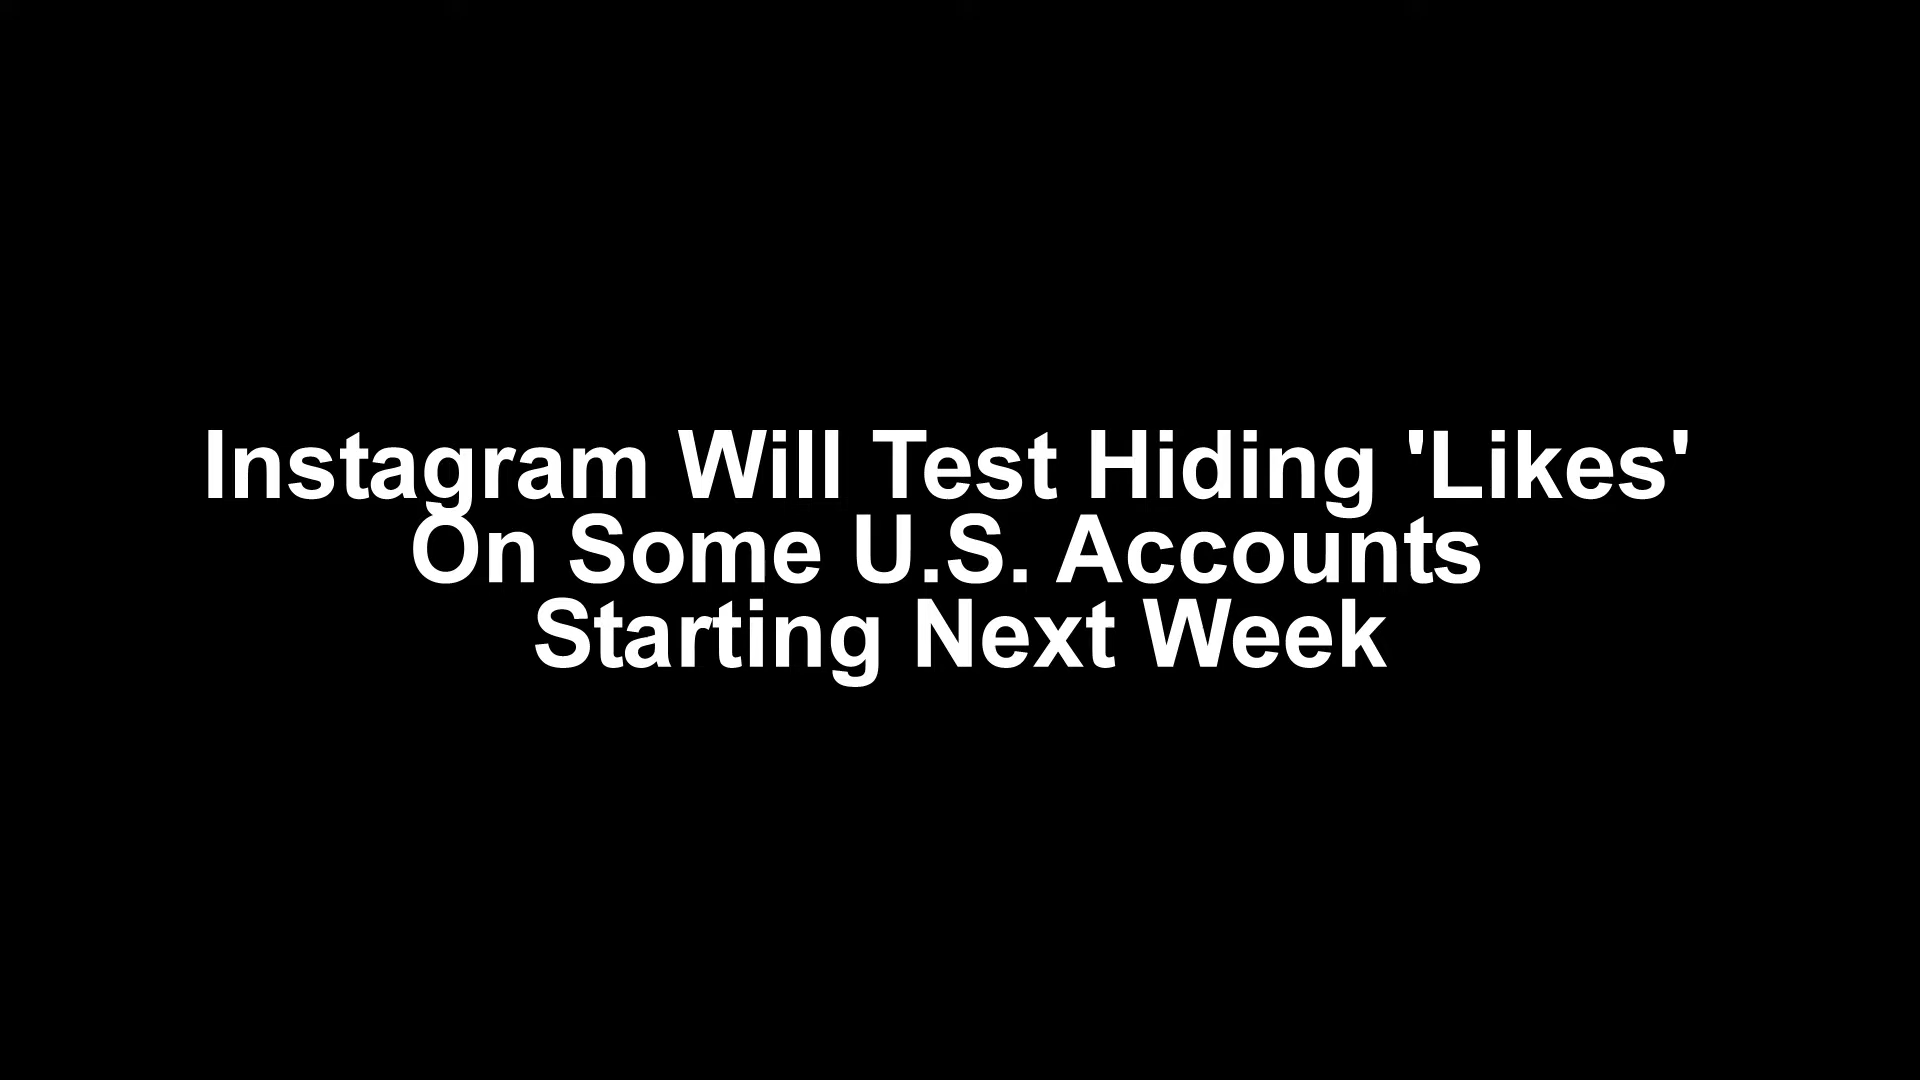 Instagram Will Test Hiding 'Likes'
On Some U.S. Accounts
Starting Next Week